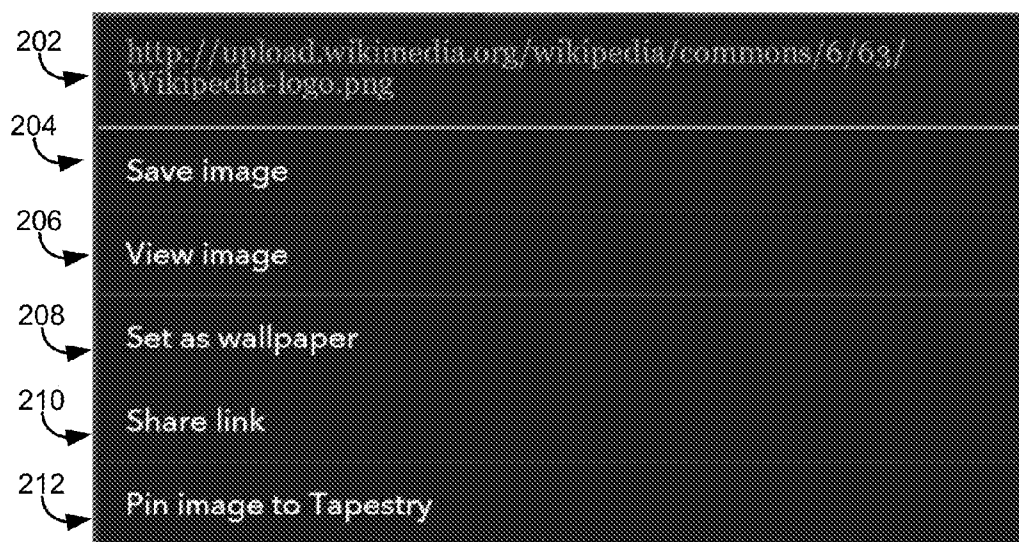 202
http://upload.wikimedia.org/wikipedia/commons/6/63/
Wikipedia-logo.png
204
Save image
206
View image
208
Set as wallpaper
210
Share link
212
Pin image to Tapestry